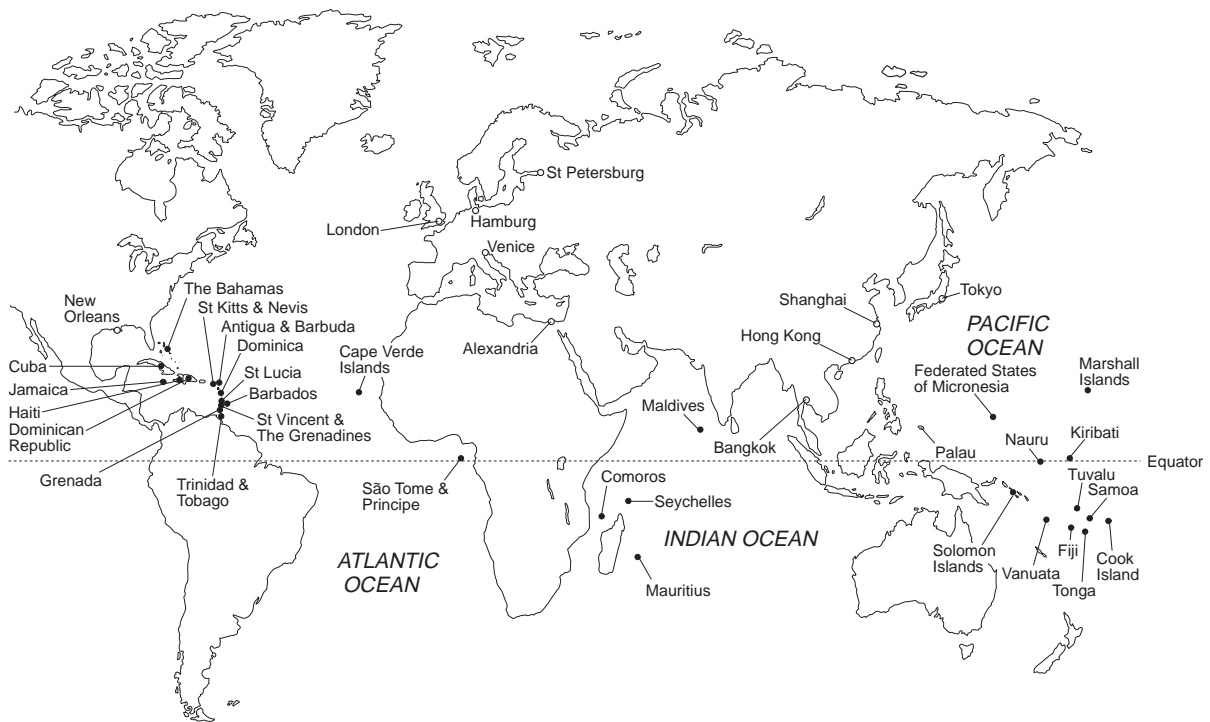 St Petersburg
Hamburg
London
Venice
The Bahamas
St Kitts & Nevis
New
Orleans
Antigua & Barbuda
Dominica
Shanghai
Tokyo
PACIFIC
OCEAN
Hong Kong
Alexandria
Cape Verde
Islands
Cuba
St Lucia
Jamaica
Barbados
Federated States
of Micronesia
Marshall
Islands
Haiti
Dominican
Republic
St Vincent &
The Grenadines
Maldives
Bangkok
Palau
Nauru
Kiribati
Equator
Grenada
Trinidad &
Tobago
São Tome &
Principe
Comoros
Seychelles
Tuvalu
Samoa
INDIAN OCEAN
ATLANTIC
OCEAN
Solomon
Islands
Vanuata
Fiji
Tonga
Cook
Island
Mauritius